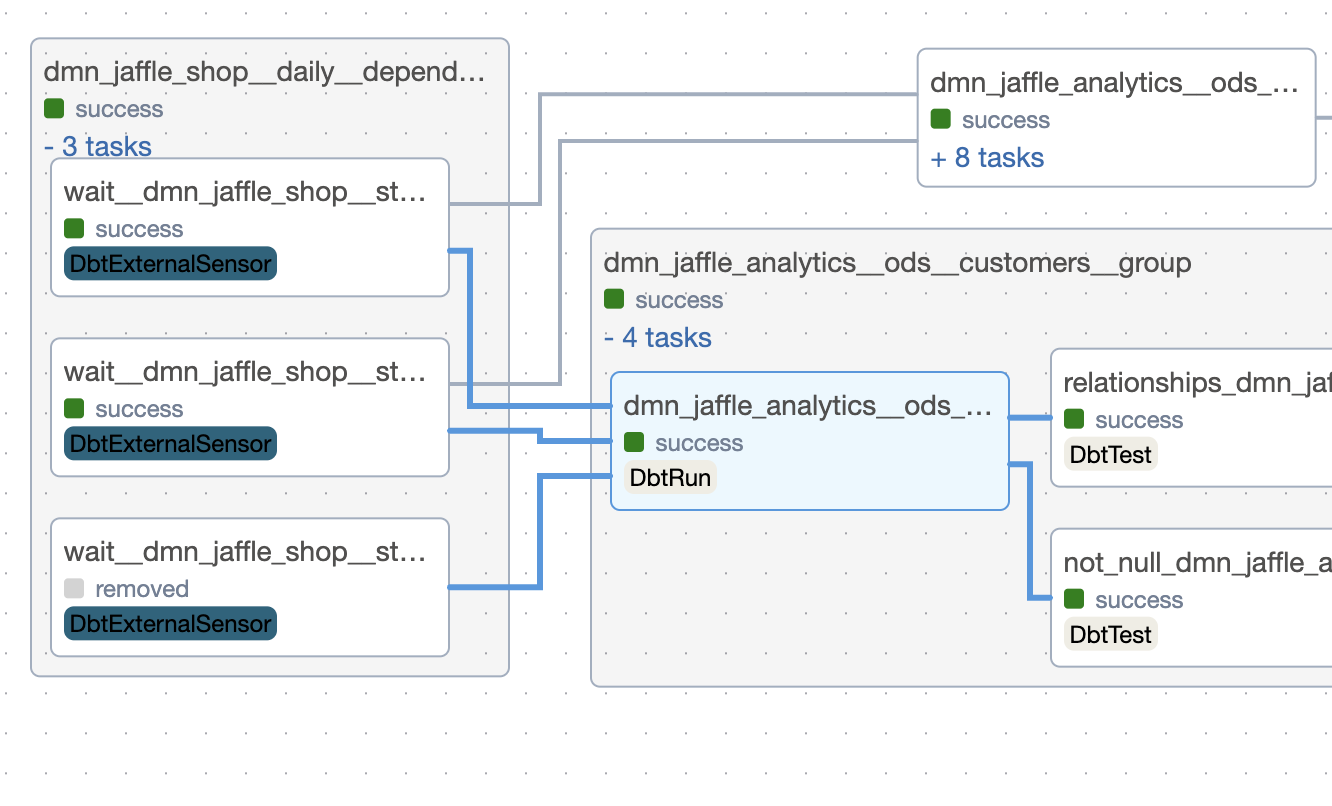 dmn_jaffle_shop__daily__depend...
success
- 3 tasks
wait__dmn_jaffle_shop__st...
success
DbtExternalSensor
wait__dmn_jaffle_shop__st...
success
DbtExternalSensor
wait__dmn_jaffle_shop__st...
removed
DbtExternalSensor
dmn_jaffle_analytics__ods_...
success
+ 8 tasks
dmn_jaffle_analytics__ods__customers__group
success
- 4 tasks
dmn_jaffle_analytics__ods_...
success
DbtRun
relationships_dmn_jaf
success
DbtTest
not_null_dmn_jaffle_a
success
DbtTest